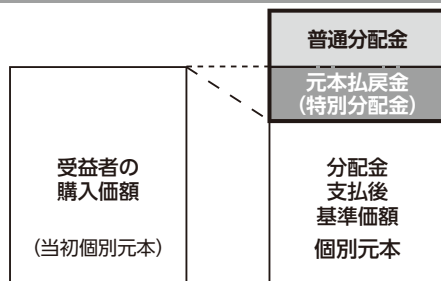 普通分配金
元本払戻金
(特別分配金)
受益者の
購入価額
(当初個別元本)
分配金
支払後
基準価額
個別元本